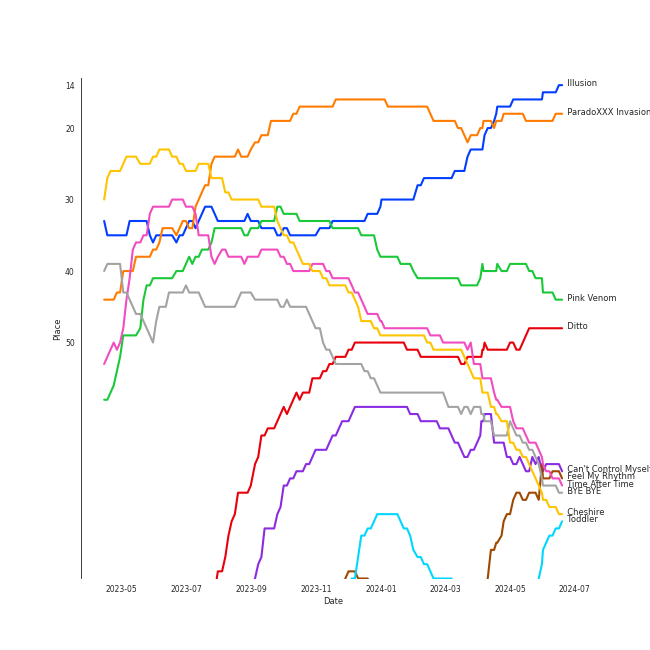 14
20
30
40
50
Place
2023-05
2023-07
2023-09
2023-11
2024-01
2024-03
2024-05
2024-07
Date
Illusion
ParadoXXX Invasion
Pink Venom
Ditto
Can't Control Myself
Feel My Rhythm
Time After Time
BYE BYE
Cheshire
Toddler